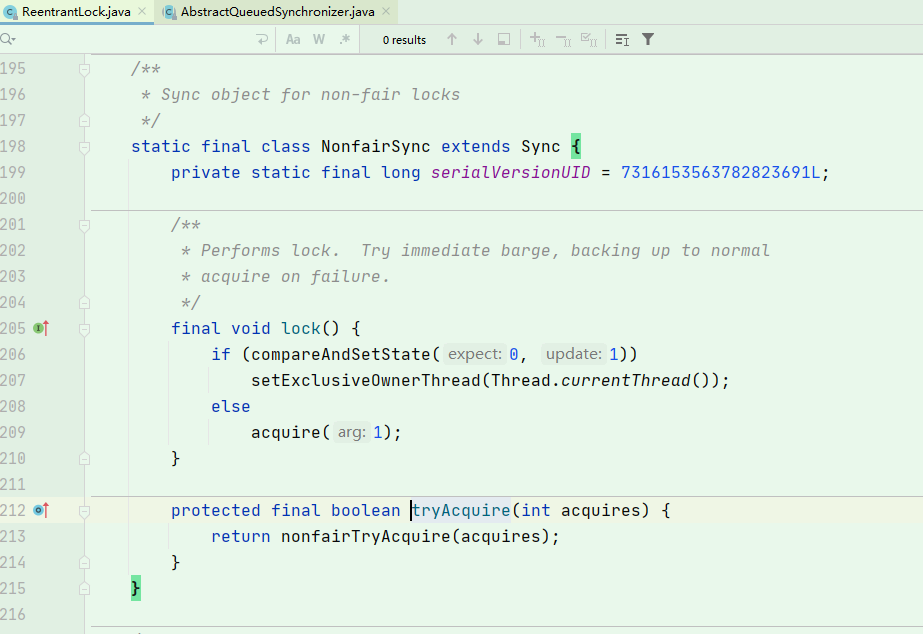 ReentrantLock.java × AbstractQueuedSynchronizer.java ×
Aa W .* 0 results
195 /**
196 * Sync object for non-fair locks
197 */
198 static final class NonfairSync extends Sync {
199 private static final long serialVersionUID = 7316153563782823691L;
200
201 /**
202 * Performs lock.  Try immediate barge, backing up to normal
203 * acquire on failure.
204 */
205 final void lock() {
206 if (compareAndSetState( expect: 0, update: 1))
207 setExclusiveOwnerThread(Thread.currentThread());
208 else
209 acquire( arg: 1);
210 }
211
212 protected final boolean tryAcquire(int acquires) {
213 return nonfairTryAcquire(acquires);
214 }
215 }
216